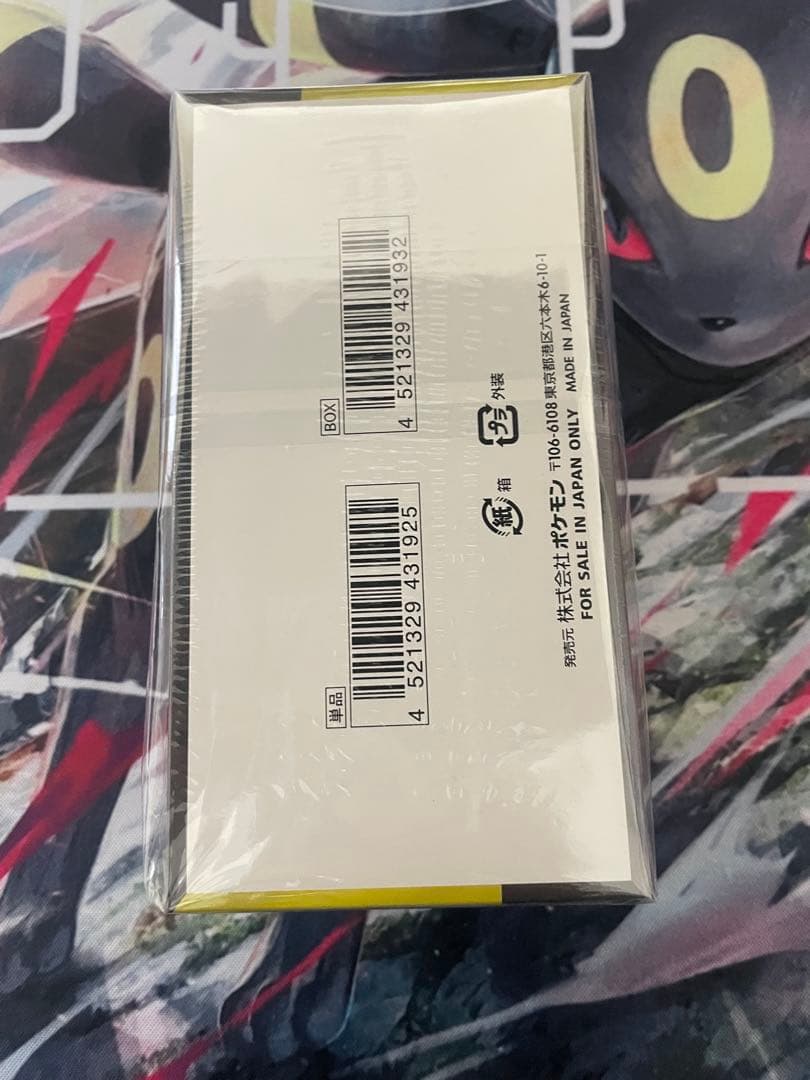 単品
4 521329 431925
BOX
4 521329 431932
紙 箱
プラ 外装
発売元 株式会社 ポケモン 〒106-6108 東京都港区六本木6-10-1
FOR SALE IN JAPAN ONLY MADE IN JAPAN